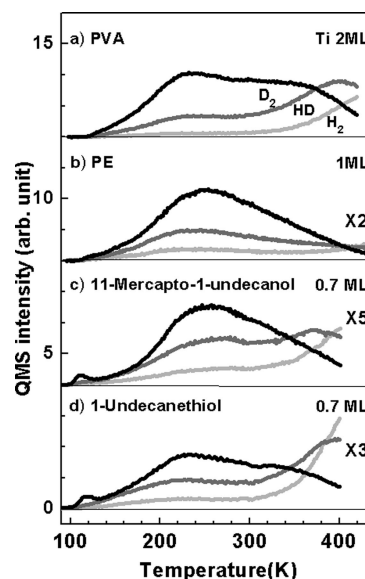 15
a) PVA
Ti 2ML
D2
HD
H2
b) PE
1ML
10
X2
c) 11-Mercapto-1-undecanol
0.7 ML
X5
5
d) 1-Undecanethiol
0.7 ML
X3
0
100
200
300
400
QMS intensity (arb. unit)
Temperature(K)